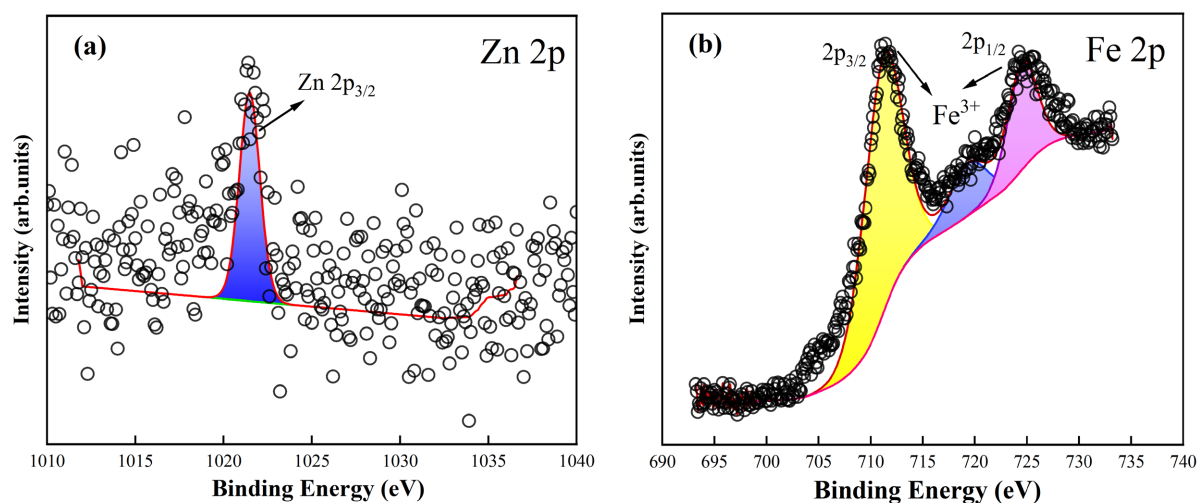 (a)
Zn 2p
Zn 2p3/2
Intensity (arb.units)
1010 1015 1020 1025 1030 1035 1040
Binding Energy (eV)
(b)
Fe 2p
2p3/2
2p1/2
Fe3+
Intensity (arb.units)
690 695 700 705 710 715 720 725 730 735 740
Binding Energy (eV)